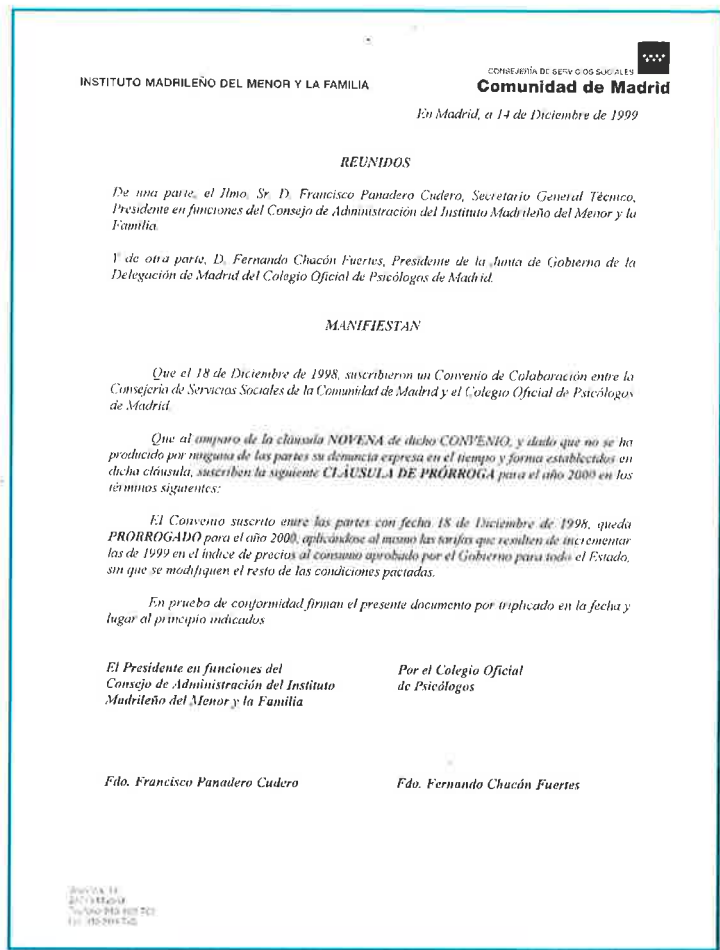 INSTITUTO MADRILEÑO DEL MENOR Y LA FAMILIA
CONSEJERÍA DE SERVICIOS SOCIALES
Comunidad de Madrid
En Madrid, a 14 de Diciembre de 1999
REUNIDOS
De una parte, el Ilmo. Sr. D. Francisco Panadero Cudero, Secretario General Técnico,
Presidente en funciones del Consejo de Administración del Instituto Madrileño del Menor y la
Familia.
Y de otra parte, D. Fernando Chacón Fuertes, Presidente de la Junta de Gobierno de la
Delegación de Madrid del Colegio Oficial de Psicólogos de Madrid.
MANIFIESTAN
Que el 18 de Diciembre de 1998, suscribieron un Convenio de Colaboración entre la
Consejería de Servicios Sociales de la Comunidad de Madrid y el Colegio Oficial de Psicólogos
de Madrid.
Que al amparo de la cláusula NOVENA de dicho CONVENIO, y dado que no se ha
producido por ninguna de las partes su denuncia expresa en el tiempo y forma establecidos en
dicha cláusula, suscriben la siguiente CLÁUSULA DE PRÓRROGA para el año 2000 en los
términos siguientes:
El Convenio suscrito entre las partes con fecha 18 de Diciembre de 1998, queda
PRORROGADO para el año 2000, aplicándose al mismo las tarifas que resulten de incrementar
las de 1999 en el índice de precios al consumo aprobado por el Gobierno para todo el Estado,
sin que se modifiquen el resto de las condiciones pactadas.
En prueba de conformidad firman el presente documento por triplicado en la fecha y
lugar al principio indicados
El Presidente en funciones del
Consejo de Administración del Instituto
Madrileño del Menor y la Familia
Por el Colegio Oficial
de Psicólogos
Fdo. Francisco Panadero Cudero
Fdo. Fernando Chacón Fuertes